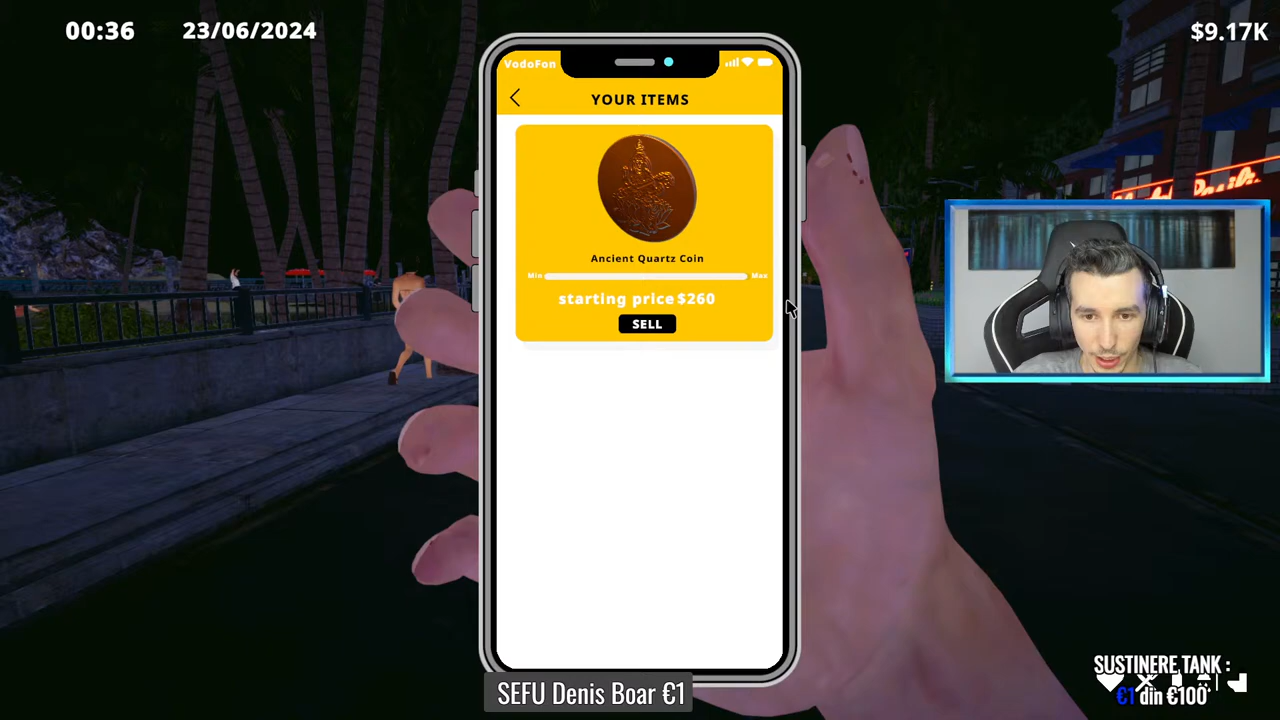 00:36 23/06/2024
$9.17K
VodoFon
YOUR ITEMS
Ancient Quartz Coin
Min Max
starting price $260
SELL
SEFU Denis Boar €1
SUSTINERE TANK :
€1 din €100